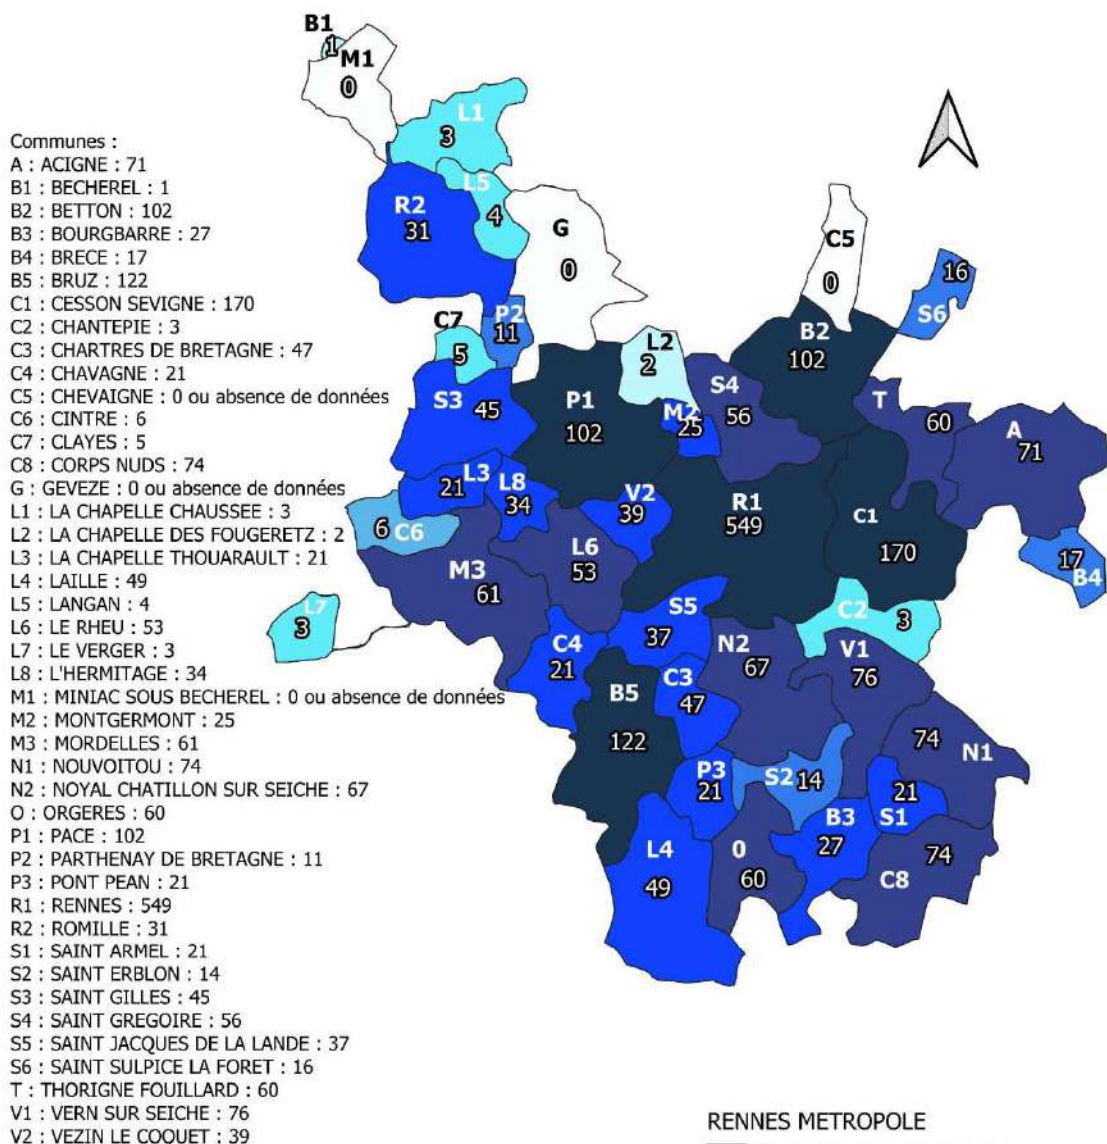 Communes :
A : ACIGNE : 71
B1 : BECHEREL : 1
B2 : BETTON : 102
B3 : BOURGBARRE : 27
B4 : BRECE : 17
B5 : BRUZ : 122
C1 : CESSON SEVIGNE : 170
C2 : CHANTEPIE : 3
C3 : CHARTRES DE BRETAGNE : 47
C4 : CHAVAGNE : 21
C5 : CHEVAIGNE : 0 ou absence de données
C6 : CINTRE : 6
C7 : CLAYES : 5
C8 : CORPS NUDS : 74
G : GEVEZE : 0 ou absence de données
L1 : LA CHAPELLE CHAUSSEE : 3
L2 : LA CHAPELLE DES FOUGERETZ : 2
L3 : LA CHAPELLE THOUARAULT : 21
L4 : LAILLE : 49
L5 : LANGAN : 4
L6 : LE RHEU : 53
L7 : LE VERGER : 3
L8 : L'HERMITAGE : 34
M1 : MINIAC SOUS BECHEREL : 0 ou absence de données
M2 : MONTGERMONT : 25
M3 : MORDELLES : 61
N1 : NOUVOITOU : 74
N2 : NOYAL CHATILLON SUR SEICHE : 67
O : ORGERES : 60
P1 : PACE : 102
P2 : PARTHENAY DE BRETAGNE : 11
P3 : PONT PEAN : 21
R1 : RENNES : 549
R2 : ROMILLE : 31
S1 : SAINT ARMEL : 21
S2 : SAINT ERBLON : 14
S3 : SAINT GILLES : 45
S4 : SAINT GREGOIRE : 56
S5 : SAINT JACQUES DE LA LANDE : 37
S6 : SAINT SULPICE LA FORET : 16
T : THORIGNE FOUILLARD : 60
V1 : VERN SUR SEICHE : 76
V2 : VEZIN LE COQUET : 39
B1
1
M1
0
L1
3
L5
4
R2
31
G
0
C5
0
16
S6
P2
11
C7
5
B2
102
L2
2
S4
56
P1
102
M2
25
S3
45
T
60
A
71
L3
21
L8
34
V2
39
R1
549
C1
170
6
C6
L6
53
M3
61
17
B4
L7
3
S5
37
C2
3
C4
21
N2
67
V1
76
B5
122
C3
47
74
N1
P3
21
S2
14
21
S1
B3
27
L4
49
0
60
74
C8
RENNES METROPOLE